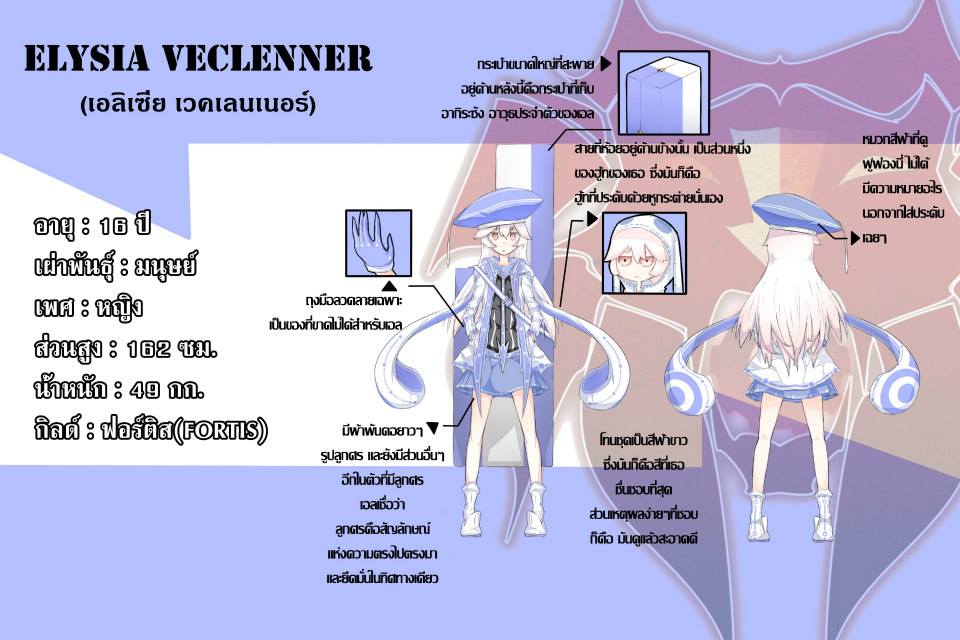 ELYSIA VECLENNER
(เอลิเซีย เวคเลนเนอร์)
อายุ : 16 ปี
เผ่าพันธุ์ : มนุษย์
เพศ : หญิง
ส่วนสูง : 162 ซม.
น้ำหนัก : 49 กก.
กิลด์ : ฟอร์ติส(FORTIS)
กระเป๋าขนาดใหญ่ที่สะพาย
อยู่ด้านหลังนี้คือกระเป๋าที่เก็บ
อากิระซัง อาวุธประจำตัวของเอล
สายที่ห้อยอยู่ด้านข้างนั้น เป็นส่วนหนึ่ง
ของฮู้ทของเธอ ซึ่งมันก็คือ
ฮู้ทที่ประดับด้วยหูกระต่ายนั่นเอง
หมวกสีฟ้าที่ดู
ฟูฟ่องนี้ ไม่ได้
มีความหมายอะไร
นอกจากใส่ประดับ
เฉยๆ
ถุงมือลวดลายเฉพาะ
เป็นของที่ขาดไม่ได้สำหรับเอล
มีผ้าพันคอยาวๆ
รูปลูกศร และยังมีส่วนอื่นๆ
อีกในตัวที่มีลูกศร
เอลเชื่อว่า
ลูกศรคือสัญลักษณ์
แห่งความตรงไปตรงมา
และยึดมั่นในทิศทางเดียว
โทนชุดเป็นสีฟ้าขาว
ซึ่งมันก็คือสีที่เธอ
ชื่นชอบที่สุด
ส่วนเหตุผลง่ายๆที่ชอบ
ก็คือ มันดูแล้วสะอาดดี